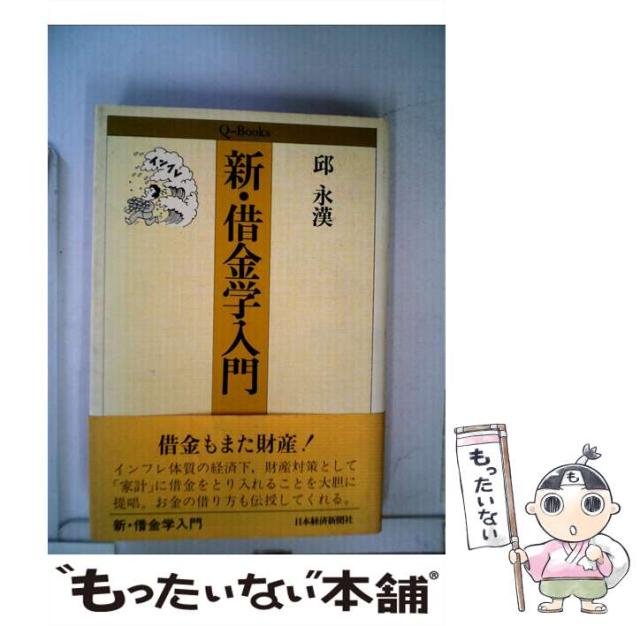 Q-Books
インフレ
新・借金学入門
邱永漢
借金もまた財産!
インフレ体質の経済下、財産対策として
「家計」に借金をとり入れることを大胆に
提唱。お金の借り方も伝授してくれる。
新・借金学入門
日本経済新聞社
もったいない
も
"もったいない"本舗®